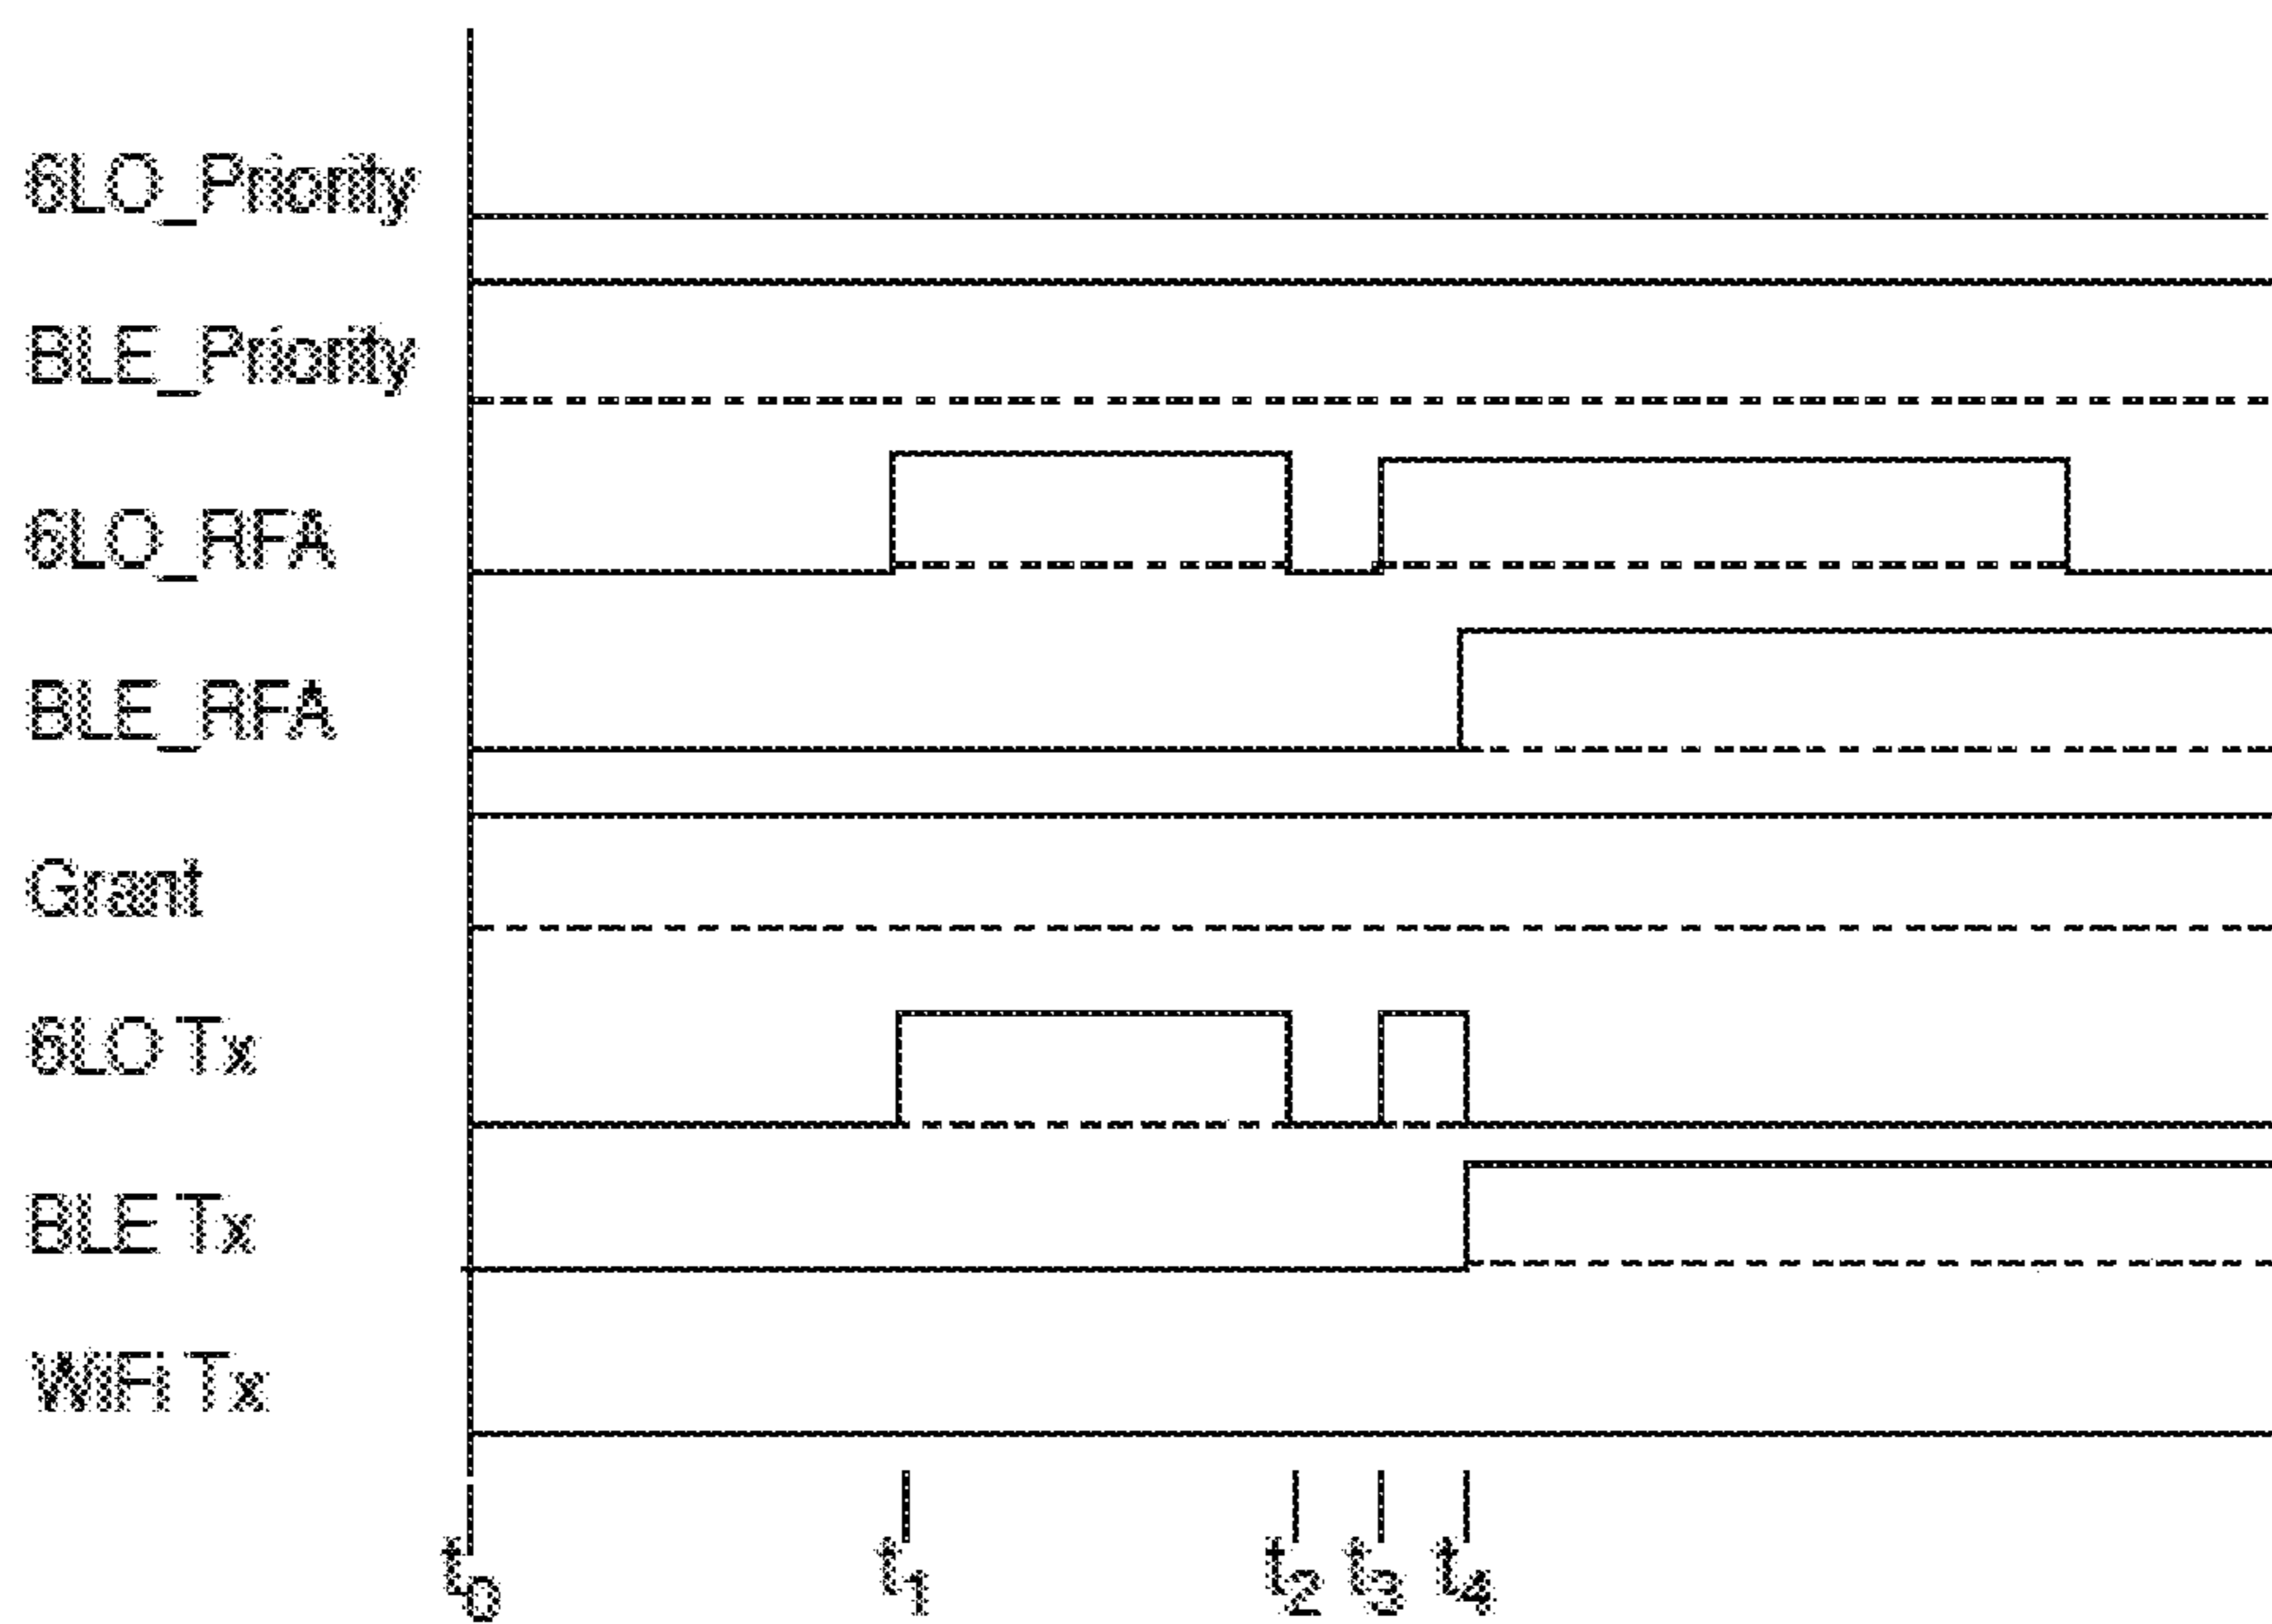 6LO_Priority
BLE_Priority
6LO_RFA
BLE_RFA
Grant
6LO Tx
BLE Tx
WiFi Tx
t0 t1 t2 t3 t4